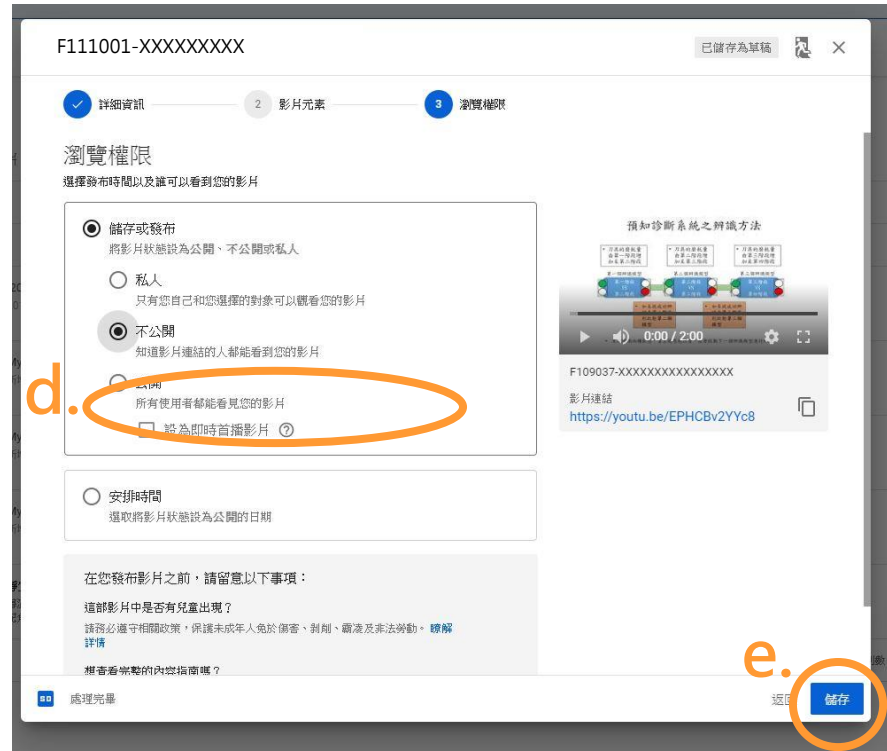 F111001-XXXXXXXXX
已儲存為草稿
詳細資訊
2 影片元素
3 瀏覽權限
瀏覽權限
選擇發布時間以及誰可以看到您的影片
儲存或發布
將影片狀態設為公開、不公開或私人
私人
只有您自己和您選擇的對象可以觀看您的影片
不公開
知道影片連結的人都能看到您的影片
d.
公開
所有使用者都能看見您的影片
設為即時首播影片
安排時間
選取將影片狀態設為公開的日期
在您發布影片之前，請留意以下事項：
這部影片中是否有兒童出現？
請務必遵守相關政策，保護未成年人免於傷害、剝削、霸凌及非法勞動。瞭解
詳情
想查看完整的內容指南嗎？
預知診斷系統之辨識方法
0:00 / 2:00
F109037-XXXXXXXXXXXXXXXX
影片連結
https://youtu.be/EPHCBv2YYc8
e.
SD 處理完畢
儲存